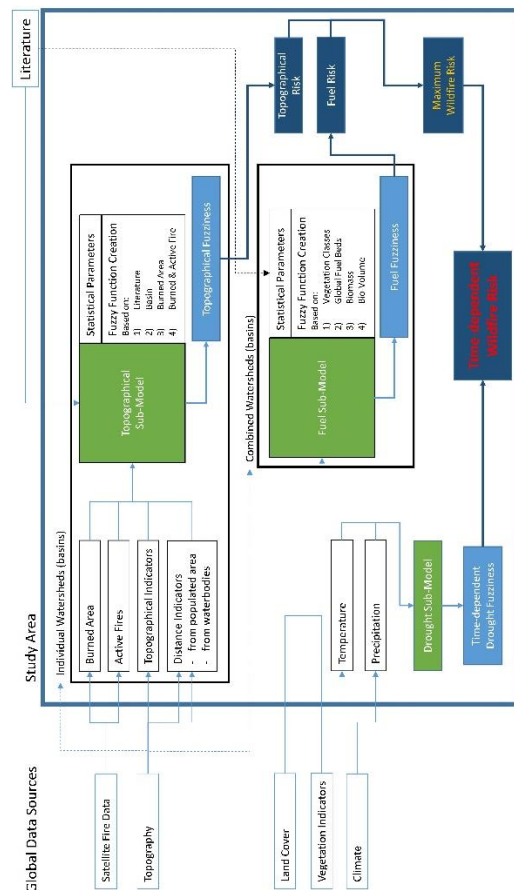 Global Data Sources
Study Area
Literature
Satellite Fire Data
Topography
Land Cover
Vegetation Indicators
Climate
Individual Watersheds (basins)
Burned Area
Active Fires
Topographical Indicators
Distance Indicators
- from populated area
- from waterbodies
Topographical
Sub-Model
Statistical Parameters
Fuzzy Function Creation
Based on:
1) Literature
2) Basin
3) Burned Area
4) Burned & Active Fire
Topographical Fuzziness
Combined Watersheds (basins)
Fuel Sub-Model
Statistical Parameters
Fuzzy Function Creation
Based on:
1) Vegetation Classes
2) Global Fuel Beds
3) Biomass
4) Bio Volume
Fuel Fuzziness
Topographical
Risk
Fuel Risk
Maximum
Wildfire Risk
Temperature
Precipitation
Drought Sub-Model
Time-dependent
Drought Fuzziness
Time-dependent
Wildfire Risk